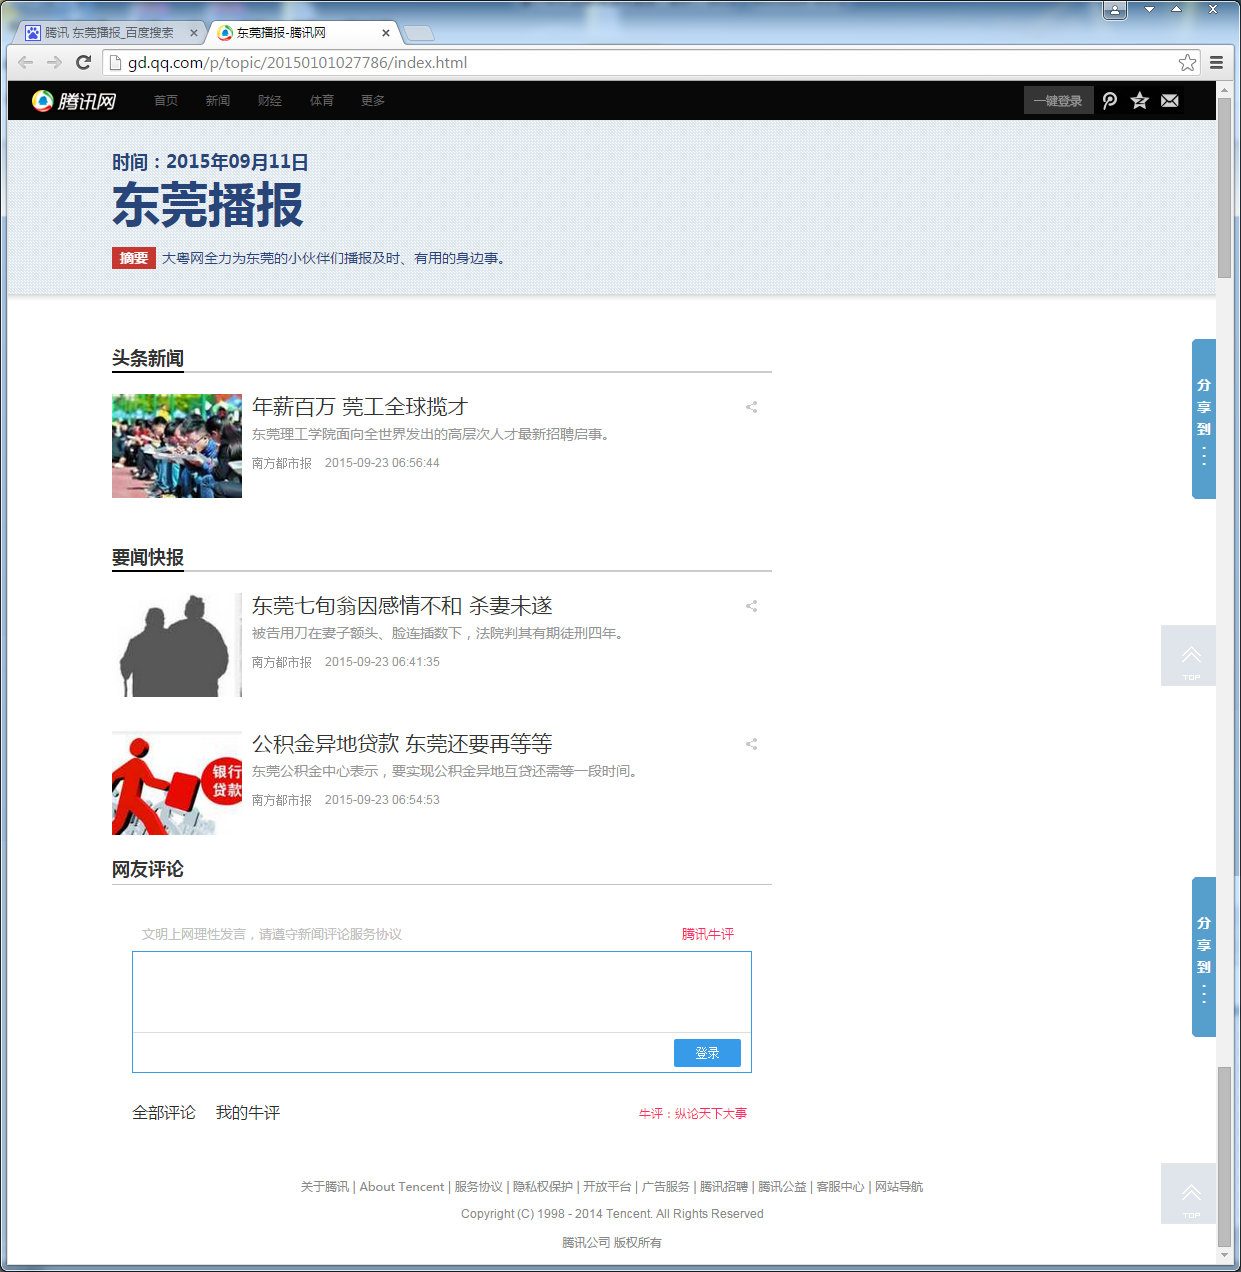 腾讯 东莞播报_百度搜索
东莞播报-腾讯网
gd.qq.com/p/topic/20150101027786/index.html
腾讯网 首页 新闻 财经 体育 更多 一键登录
时间：2015年09月11日
东莞播报
摘要 大粤网全力为东莞的小伙伴们播报及时、有用的身边事。
头条新闻
年薪百万 莞工全球揽才
东莞理工学院面向全世界发出的高层次人才最新招聘启事。
南方都市报 2015-09-23 06:56:44
分享到...
要闻快报
东莞七旬翁因感情不和 杀妻未遂
被告用刀在妻子额头、脸连插数下，法院判其有期徒刑四年。
南方都市报 2015-09-23 06:41:35
TOP
公积金异地贷款 东莞还要再等等
东莞公积金中心表示，要实现公积金异地互贷还需等一段时间。
南方都市报 2015-09-23 06:54:53
银行
贷款
网友评论
文明上网理性发言，请遵守新闻评论服务协议 腾讯牛评
分享到...
登录
全部评论 我的牛评 牛评：纵论天下大事
关于腾讯 | About Tencent | 服务协议 | 隐私权保护 | 开放平台 | 广告服务 | 腾讯招聘 | 腾讯公益 | 客服中心 | 网站导航
Copyright (C) 1998 - 2014 Tencent. All Rights Reserved
TOP
腾讯公司 版权所有